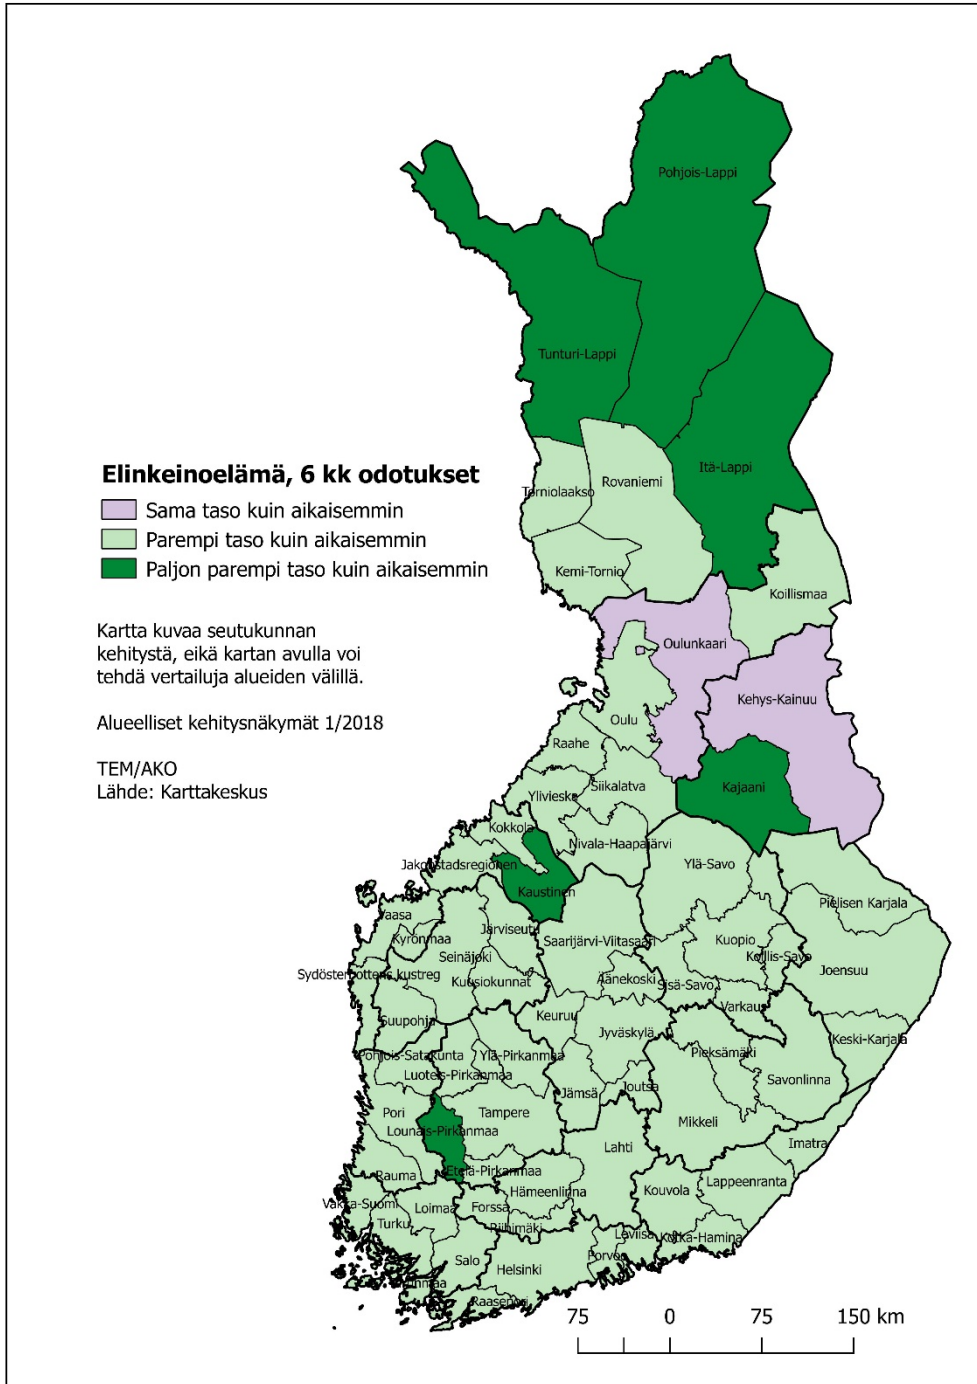 Pohjois-Lappi
Tunturi-Lappi
Itä-Lappi
Elinkeinoelämä, 6 kk odotukset
Sama taso kuin aikaisemmin
Parempi taso kuin aikaisemmin
Paljon parempi taso kuin aikaisemmin
Rovaniemi
Torniolaakso
Kemi-Tornio
Koillismaa
Kartta kuvaa seutukunnan
kehitystä, eikä kartan avulla voi
tehdä vertailuja alueiden välillä.
Alueelliset kehitysnäkymät 1/2018
TEM/AKO
Lähde: Karttakeskus
Oulunkaari
Kehys-Kainuu
Oulu
Raahe
Siikalatva
Kajaani
Ylivieska
Kokkola
Nivala-Haapajärvi
Jakobstadsregionen
Ylä-Savo
Kaustinen
Pielisen Karjala
Vaasa
Järviseutu
Kyrönmaa
Saarijärvi-Viitasaari
Kuopio
Seinäjoki
Koillis-Savo
Joensuu
Sydösterbottens kustreg
Kuusiokunnat
Äänekoski
Sisä-Savo
Varkaus
Suupohja
Keuruu
Jyväskylä
Keski-Karjala
Pohjois-Satakunta
Ylä-Pirkanmaa
Pieksämäki
Luoteis-Pirkanmaa
Savonlinna
Jämsä
Joutsa
Pori
Tampere
Mikkeli
Lounais-Pirkanmaa
Imatra
Lahti
Rauma
Etelä-Pirkanmaa
Lappeenranta
Hämeenlinna
Kouvola
Vakka-Suomi
Loimaa
Forssa
Turku
Riihimäki
Loviisa
Kotka-Hamina
Salo
Porvoo
Helsinki
Raasepori
75 0 75 150 km